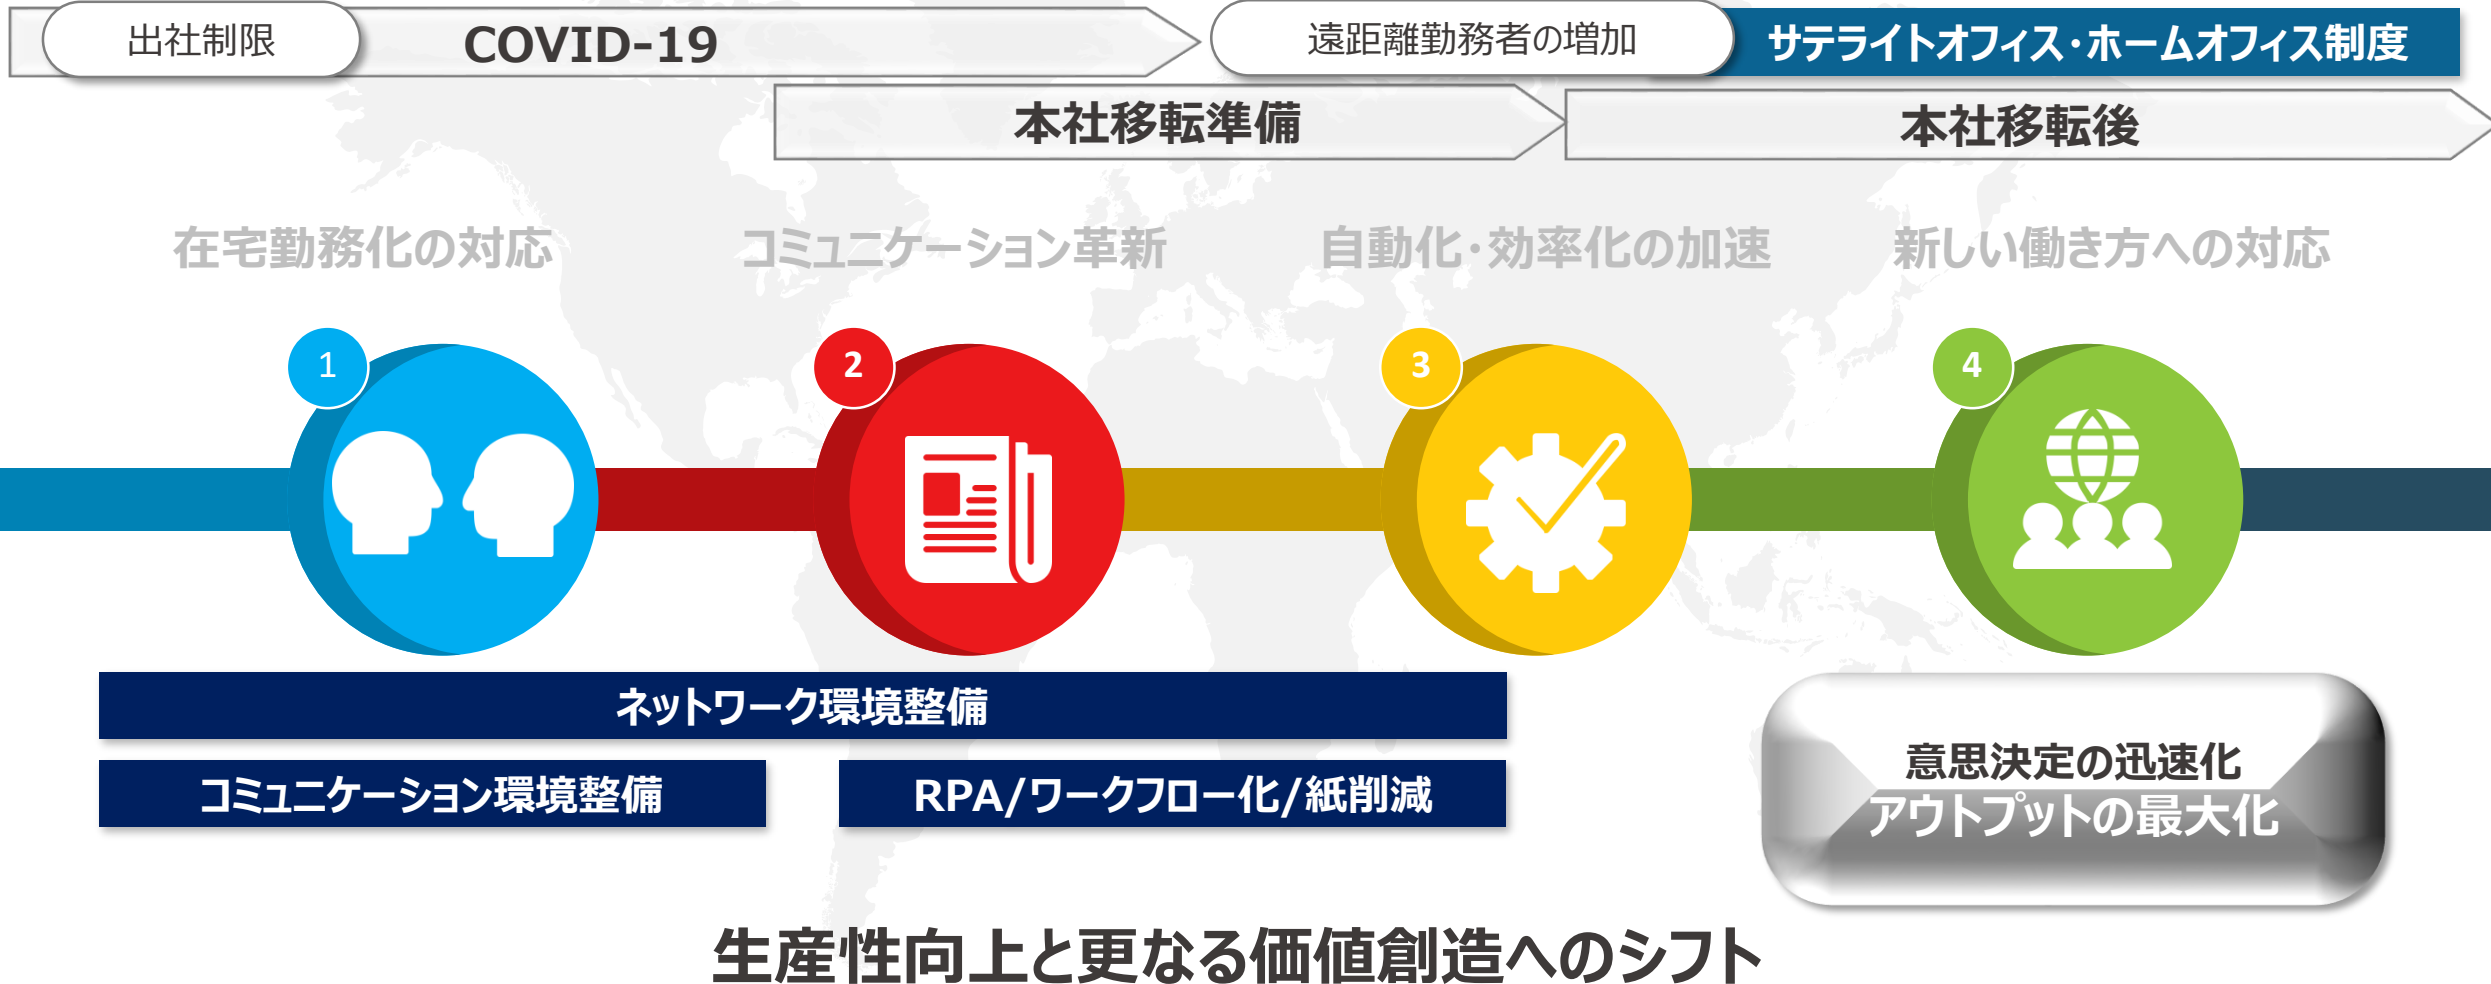 出社制限
COVID-19
遠距離勤務者の増加
サテライトオフィス・ホームオフィス制度
本社移転準備
本社移転後
在宅勤務化の対応
コミュニケーション革新
自動化・効率化の加速
新しい働き方への対応
1
2
3
4
ネットワーク環境整備
コミュニケーション環境整備
RPA/ワークフロー化/紙削減
意思決定の迅速化
アウトプットの最大化
生産性向上と更なる価値創造へのシフト